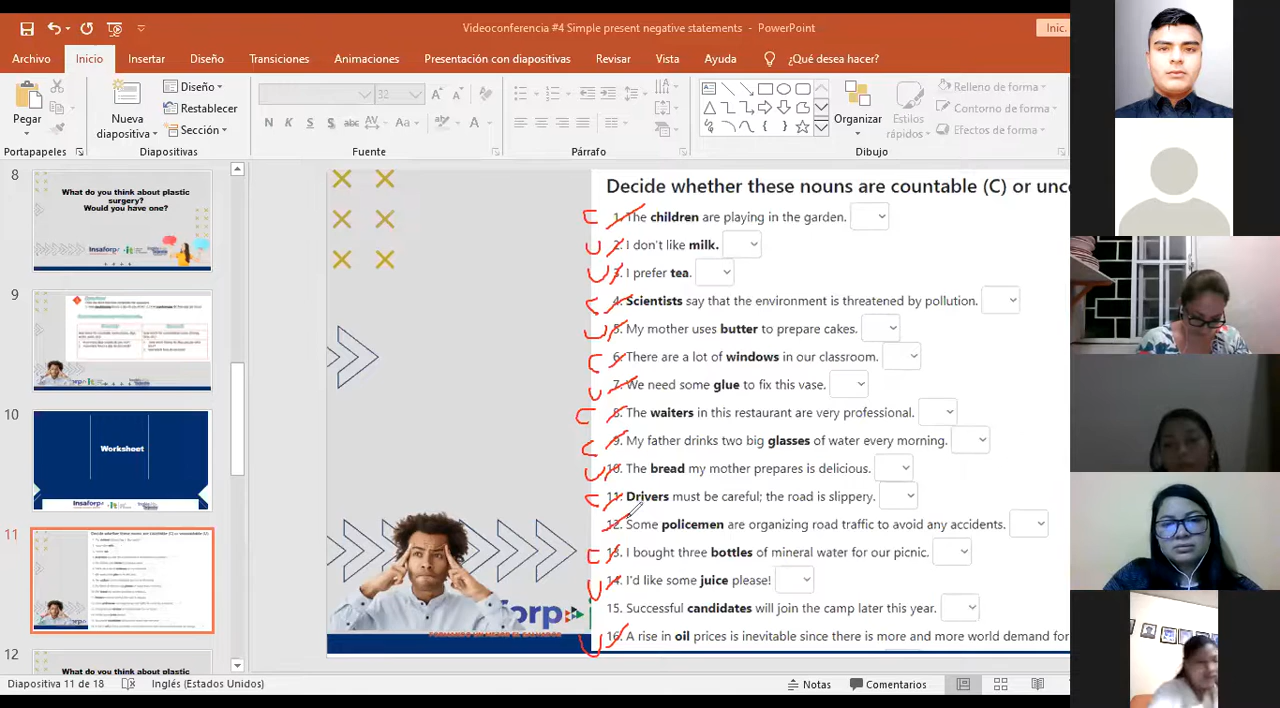 Videoconferencia #4 Simple present negative statements - PowerPoint
Inic.
Archivo Inicio Insertar Diseño Transiciones Animaciones Presentación con diapositivas Revisar Vista Ayuda ¿Qué desea hacer?
Pegar
Nueva diapositiva
Diseño
Restablecer
Sección
32
N K S S abc AV Aa A
Organizar
Estilos rápidos
Relleno de forma
Contorno de forma
Efectos de forma
Portapapeles Diapositivas Fuente Párrafo Dibujo
8
What do you think about plastic surgery?
Would you have one?
Insaforp
9
10
Worksheet
Insaforp
11
12
What do you think about plastic
Decide whether these nouns are countable (C) or unco
C 1. The children are playing in the garden.
U 2. I don't like milk.
U 3. I prefer tea.
C 4. Scientists say that the environment is threatened by pollution.
U 5. My mother uses butter to prepare cakes.
C 6. There are a lot of windows in our classroom.
U 7. We need some glue to fix this vase.
C 8. The waiters in this restaurant are very professional.
C 9. My father drinks two big glasses of water every morning.
U 10. The bread my mother prepares is delicious.
C 11. Drivers must be careful; the road is slippery.
12. Some policemen are organizing road traffic to avoid any accidents.
C 13. I bought three bottles of mineral water for our picnic.
U 14. I'd like some juice please!
15. Successful candidates will join the camp later this year.
U 16. A rise in oil prices is inevitable since there is more and more world demand for
Diapositiva 11 de 18 Inglés (Estados Unidos) Notas Comentarios